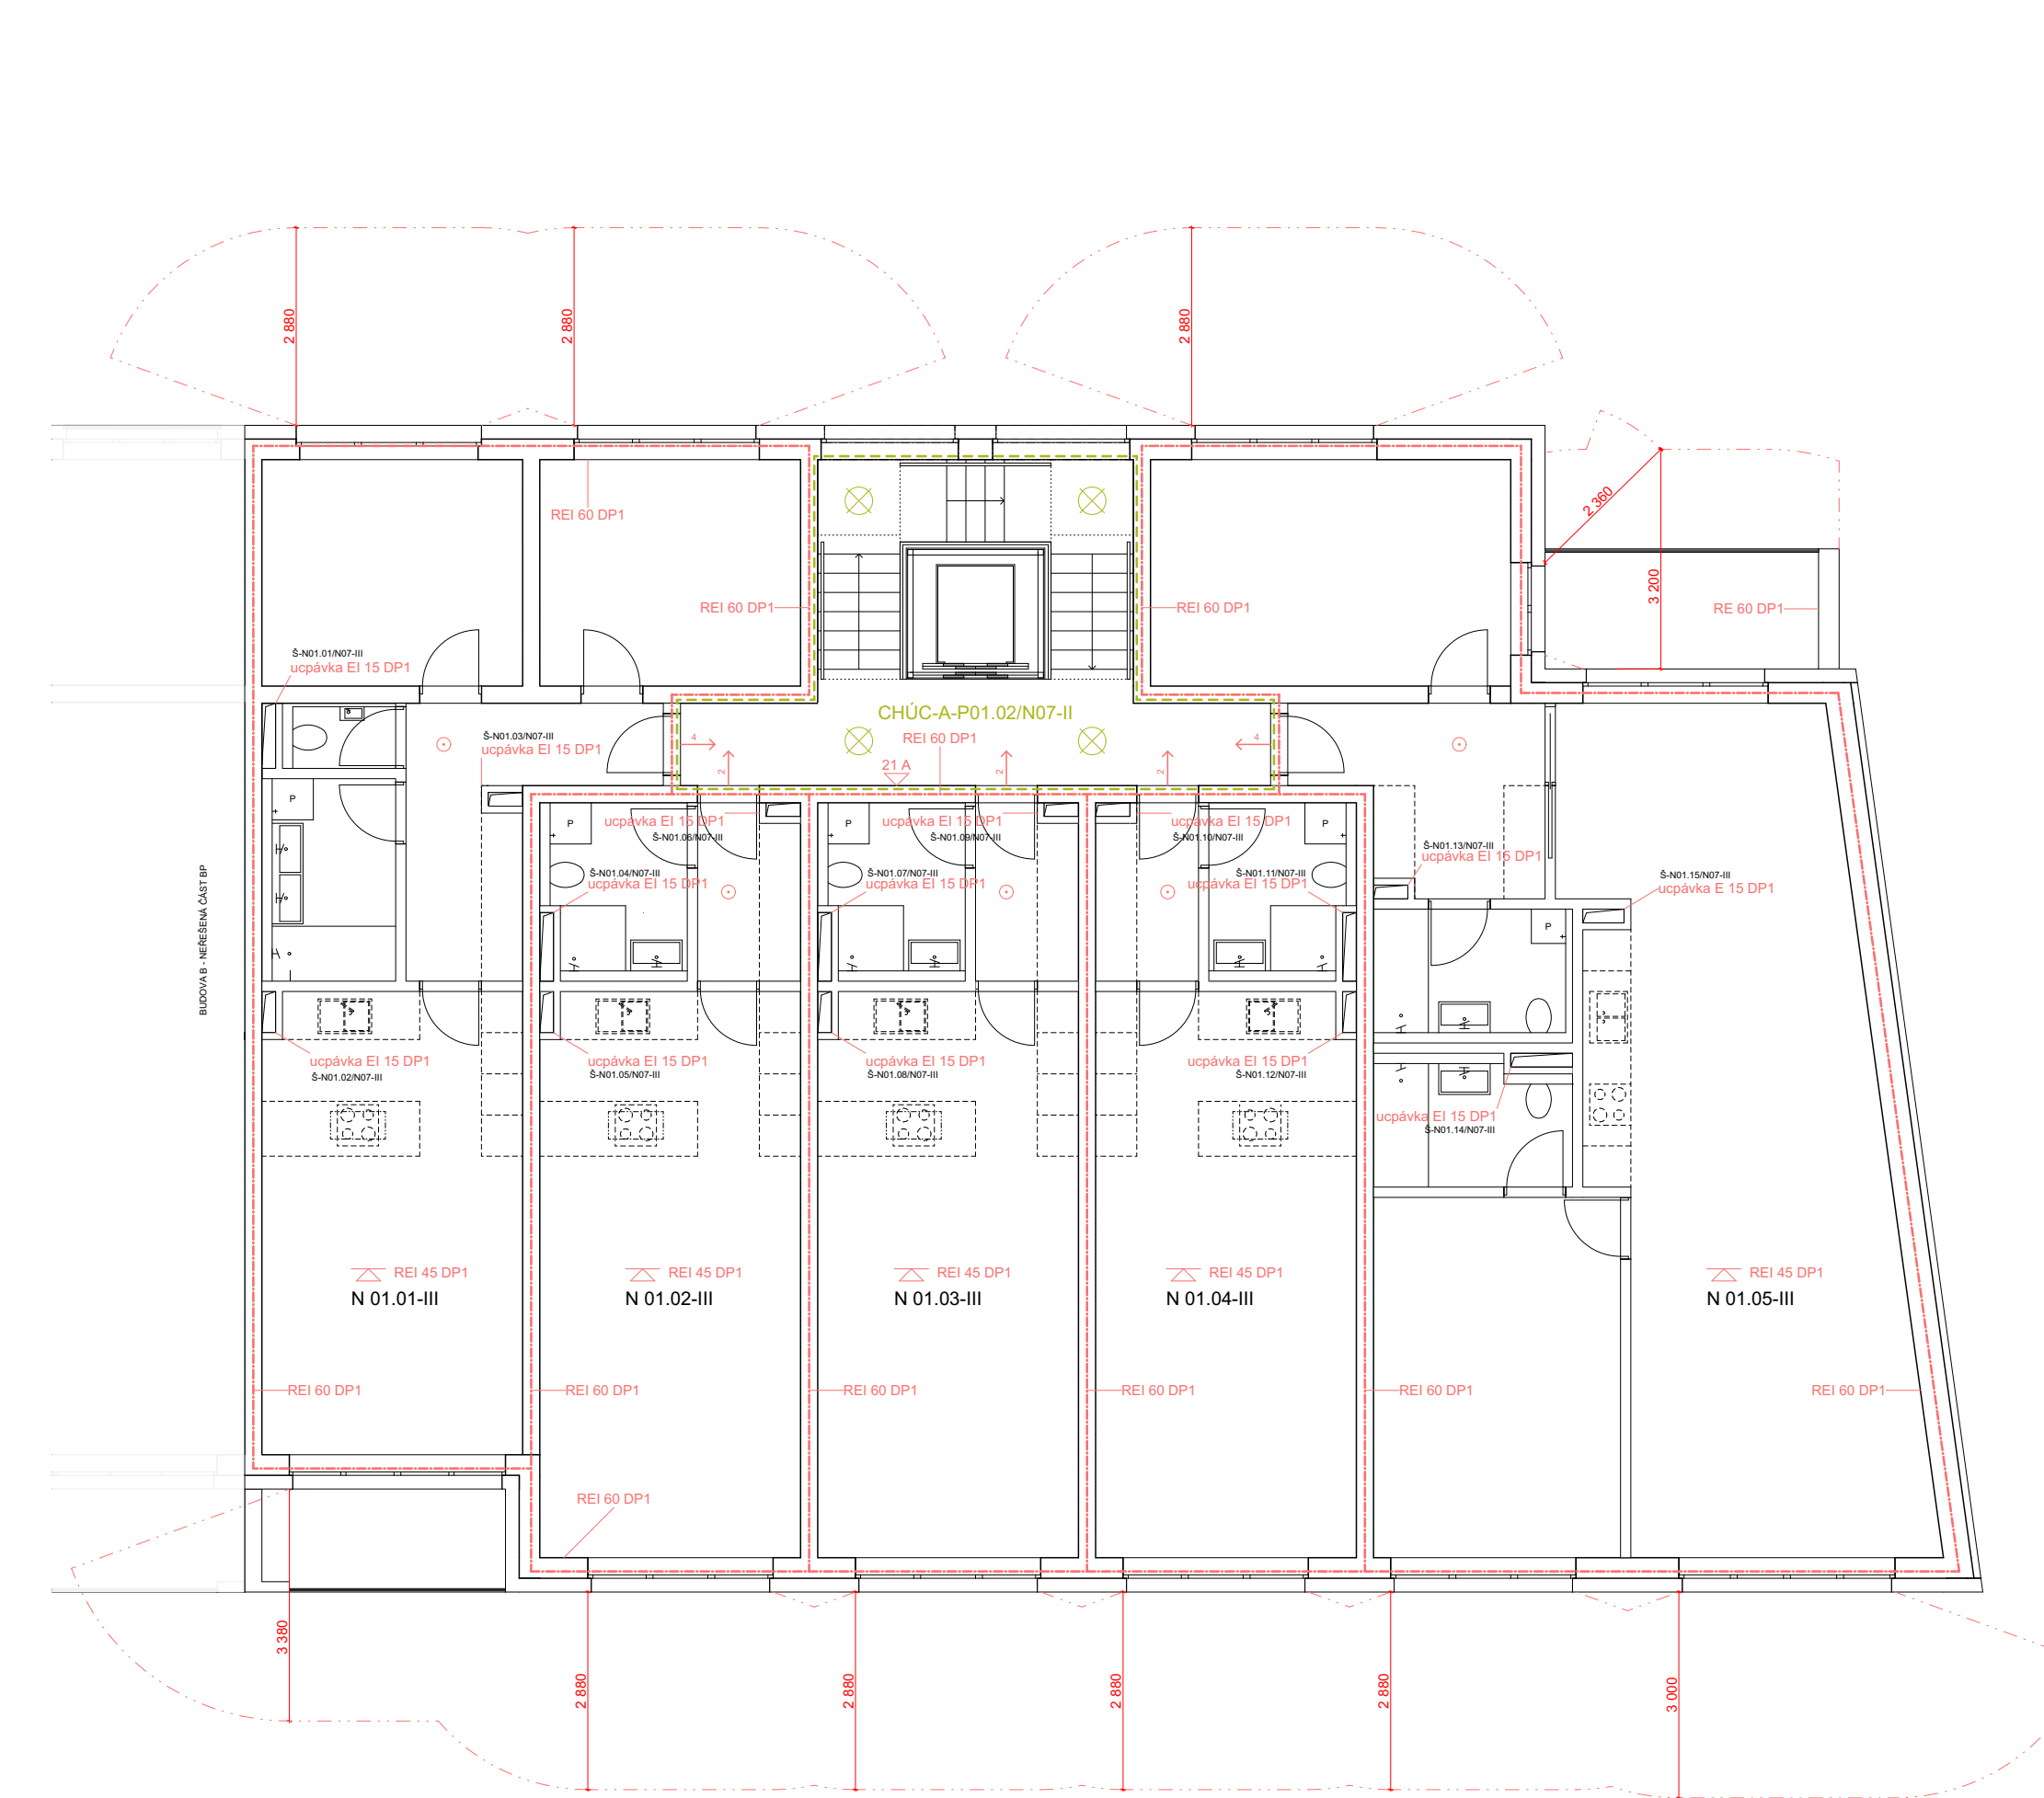 2 880
2 880
2 880
2 360
3 200
REI 60 DP1
REI 60 DP1
REI 60 DP1
RE 60 DP1
Š-N01.01/N07-III
ucpávka EI 15 DP1
CHÚC-A-P01.02/N07-II
Š-N01.03/N07-III
ucpávka EI 15 DP1
REI 60 DP1
4
4
2
2
2
21 A
P
P
P
P
ucpávka EI 15 DP1
Š-N01.06/N07-III
ucpávka EI 15 DP1
Š-N01.09/N07-III
ucpávka EI 15 DP1
Š-N01.10/N07-III
Š-N01.13/N07-III
ucpávka EI 15 DP1
Š-N01.04/N07-III
ucpávka EI 15 DP1
Š-N01.07/N07-III
ucpávka EI 15 DP1
Š-N01.11/N07-III
ucpávka EI 15 DP1
Š-N01.15/N07-III
ucpávka E 15 DP1
P
BUDOVA B - NEŘEŠENÁ ČÁST BP
ucpávka EI 15 DP1
Š-N01.02/N07-III
ucpávka EI 15 DP1
Š-N01.05/N07-III
ucpávka EI 15 DP1
Š-N01.08/N07-III
ucpávka EI 15 DP1
Š-N01.12/N07-III
ucpávka EI 15 DP1
Š-N01.14/N07-III
REI 45 DP1
N 01.01-III
REI 45 DP1
N 01.02-III
REI 45 DP1
N 01.03-III
REI 45 DP1
N 01.04-III
REI 45 DP1
N 01.05-III
REI 60 DP1
REI 60 DP1
REI 60 DP1
REI 60 DP1
REI 60 DP1
REI 60 DP1
REI 60 DP1
3 380
2 880
2 880
2 880
2 880
3 000